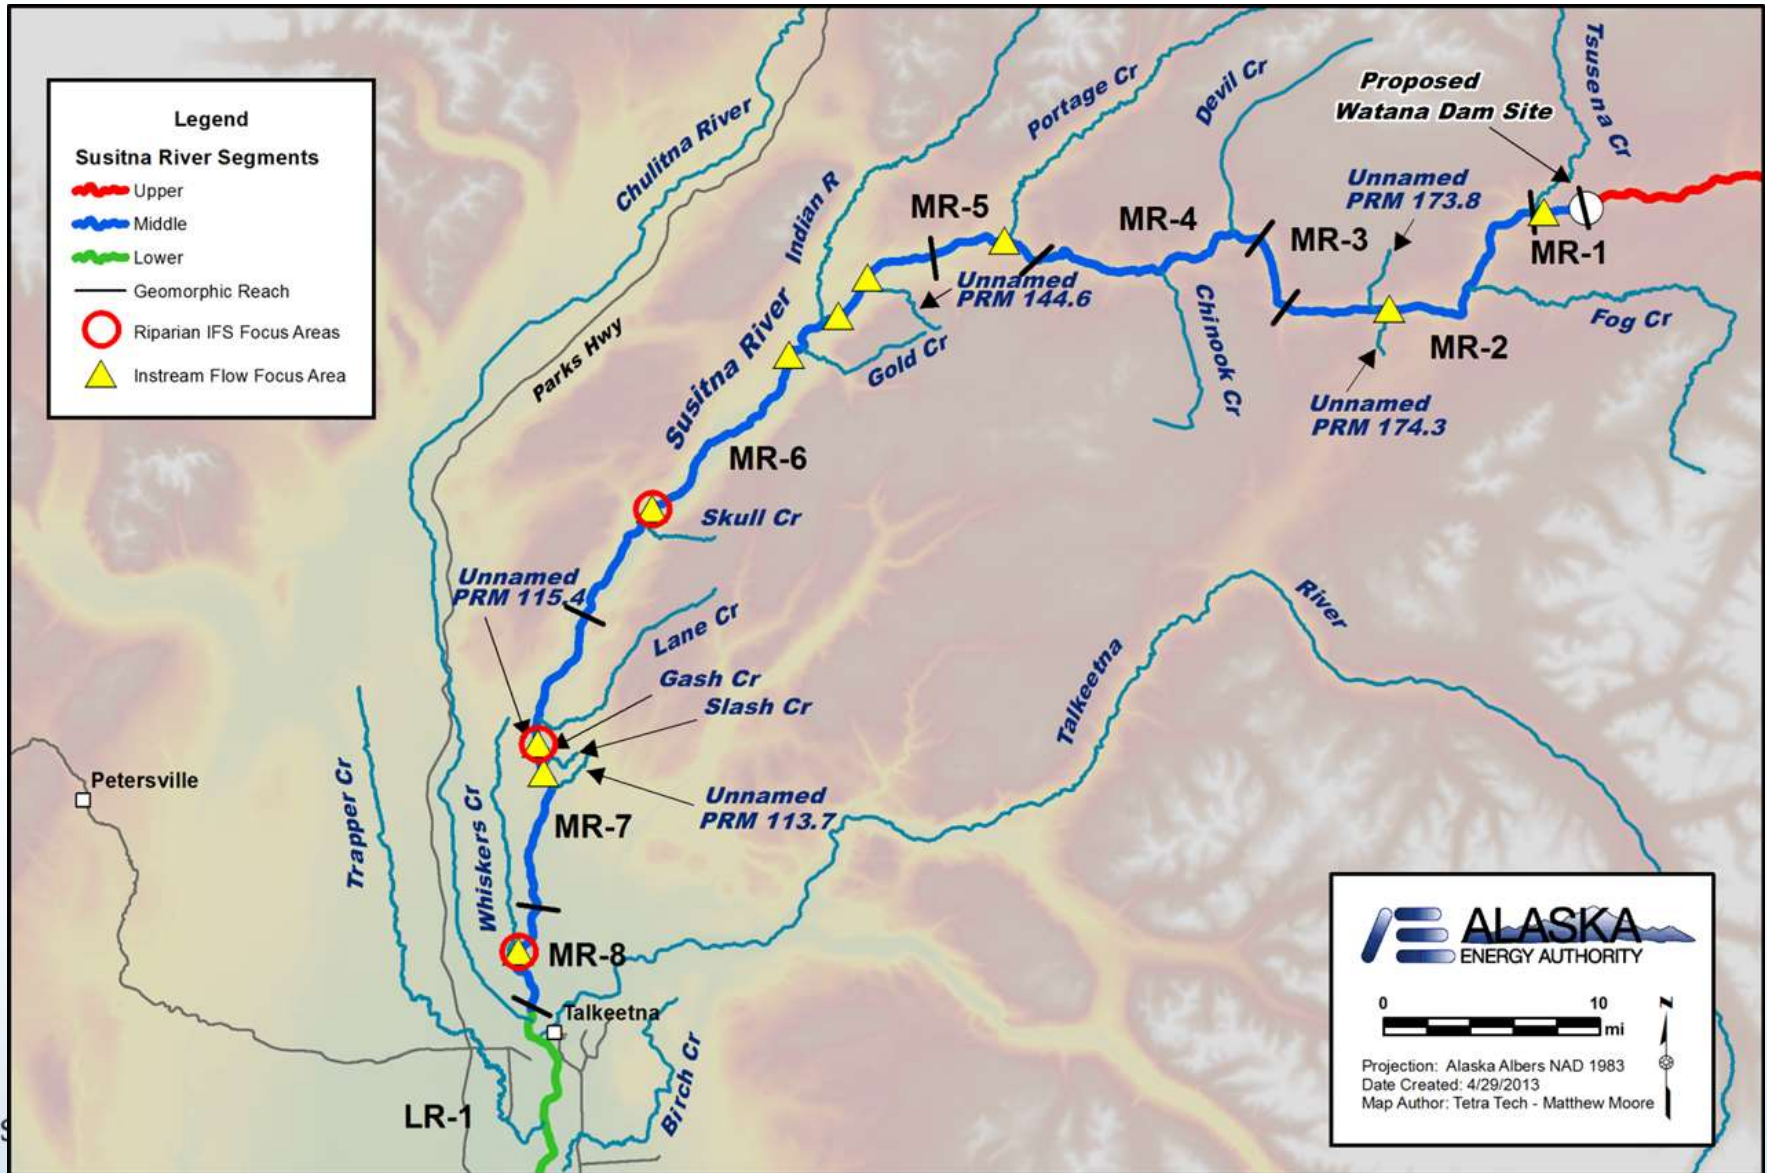 Legend
Susitna River Segments
Upper
Middle
Lower
Geomorphic Reach
Riparian IFS Focus Areas
Instream Flow Focus Area
Chulitna River
Parks Hwy
Susitna River
Indian R
Portage Cr
Devil Cr
Proposed
Watana Dam Site
Tsusena Cr
Unnamed
PRM 173.8
MR-5
MR-4
MR-3
MR-1
Unnamed
PRM 144.6
Chinook Cr
Fog Cr
MR-2
Gold Cr
Unnamed
PRM 174.3
MR-6
Skull Cr
Unnamed
PRM 115.4
Lane Cr
Gash Cr
Slash Cr
Talkeetna
River
Petersville
Trapper Cr
Whiskers Cr
MR-7
Unnamed
PRM 113.7
MR-8
Talkeetna
Birch Cr
LR-1
ALASKA
ENERGY AUTHORITY
0 10
mi
N
Projection: Alaska Albers NAD 1983
Date Created: 4/29/2013
Map Author: Tetra Tech - Matthew Moore